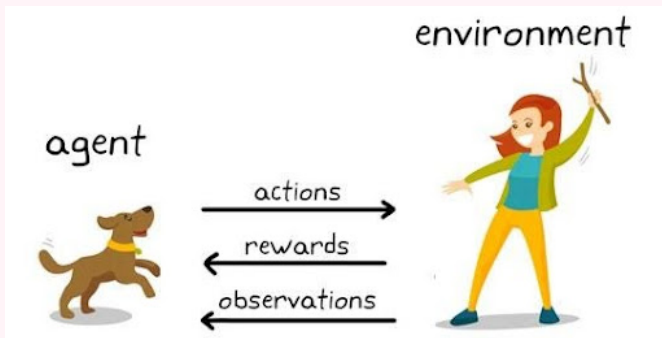 environment
agent
actions
rewards
observations